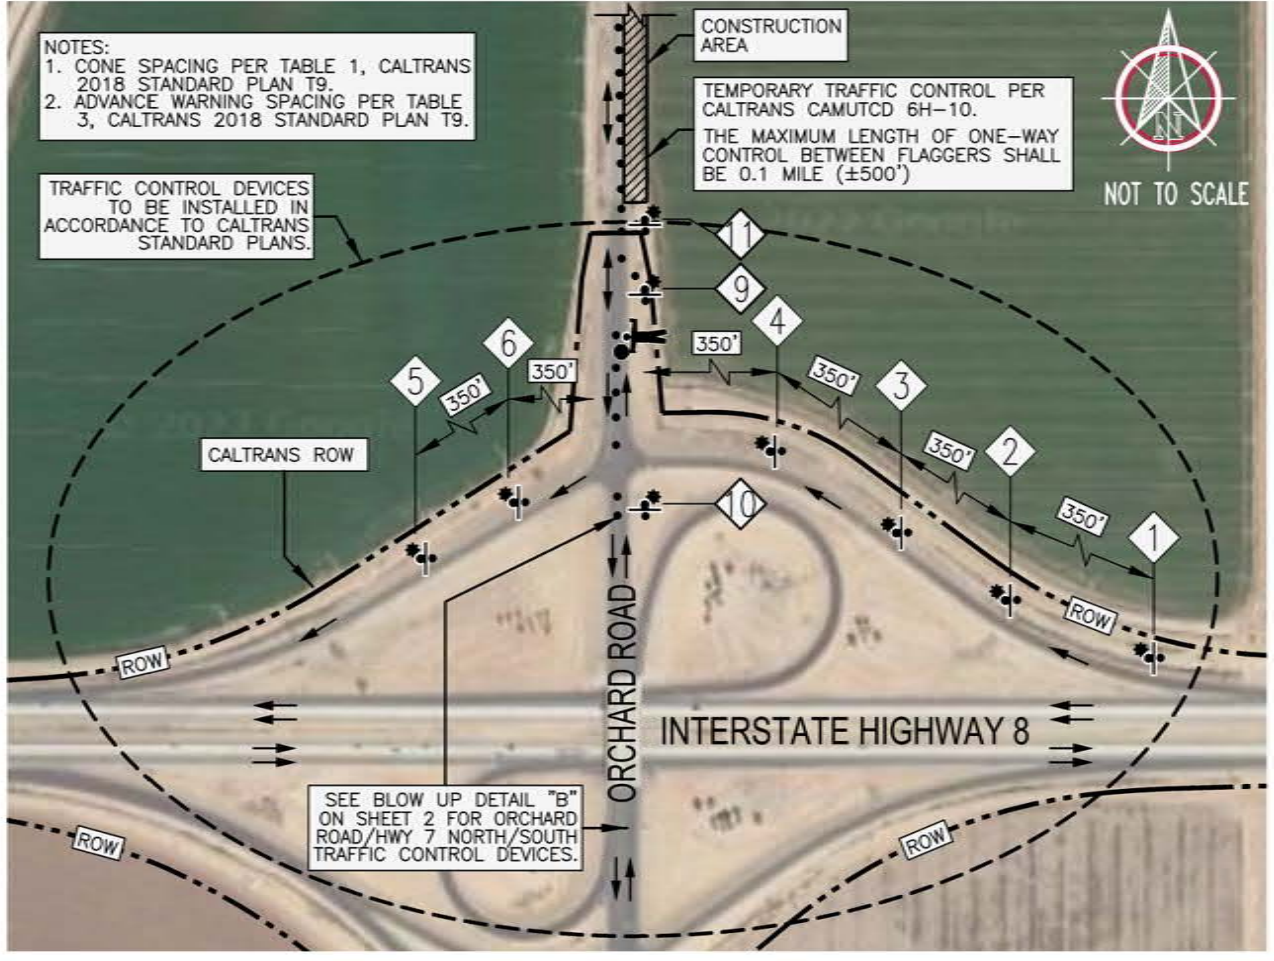 NOTES:
1. CONE SPACING PER TABLE 1, CALTRANS
2018 STANDARD PLAN T9.
2. ADVANCE WARNING SPACING PER TABLE
3, CALTRANS 2018 STANDARD PLAN T9.
CONSTRUCTION
AREA
TEMPORARY TRAFFIC CONTROL PER
CALTRANS CAMUTCD 6H-10.
THE MAXIMUM LENGTH OF ONE-WAY
CONTROL BETWEEN FLAGGERS SHALL
BE 0.1 MILE (±500')
N
NOT TO SCALE
TRAFFIC CONTROL DEVICES
TO BE INSTALLED IN
ACCORDANCE TO CALTRANS
STANDARD PLANS.
11
9
4
6
350'
5
350'
350'
350'
3
350'
2
350'
1
CALTRANS ROW
10
ROW
ROW
ORCHARD ROAD
INTERSTATE HIGHWAY 8
SEE BLOW UP DETAIL "B"
ON SHEET 2 FOR ORCHARD
ROAD/HWY 7 NORTH/SOUTH
TRAFFIC CONTROL DEVICES.
ROW
ROW